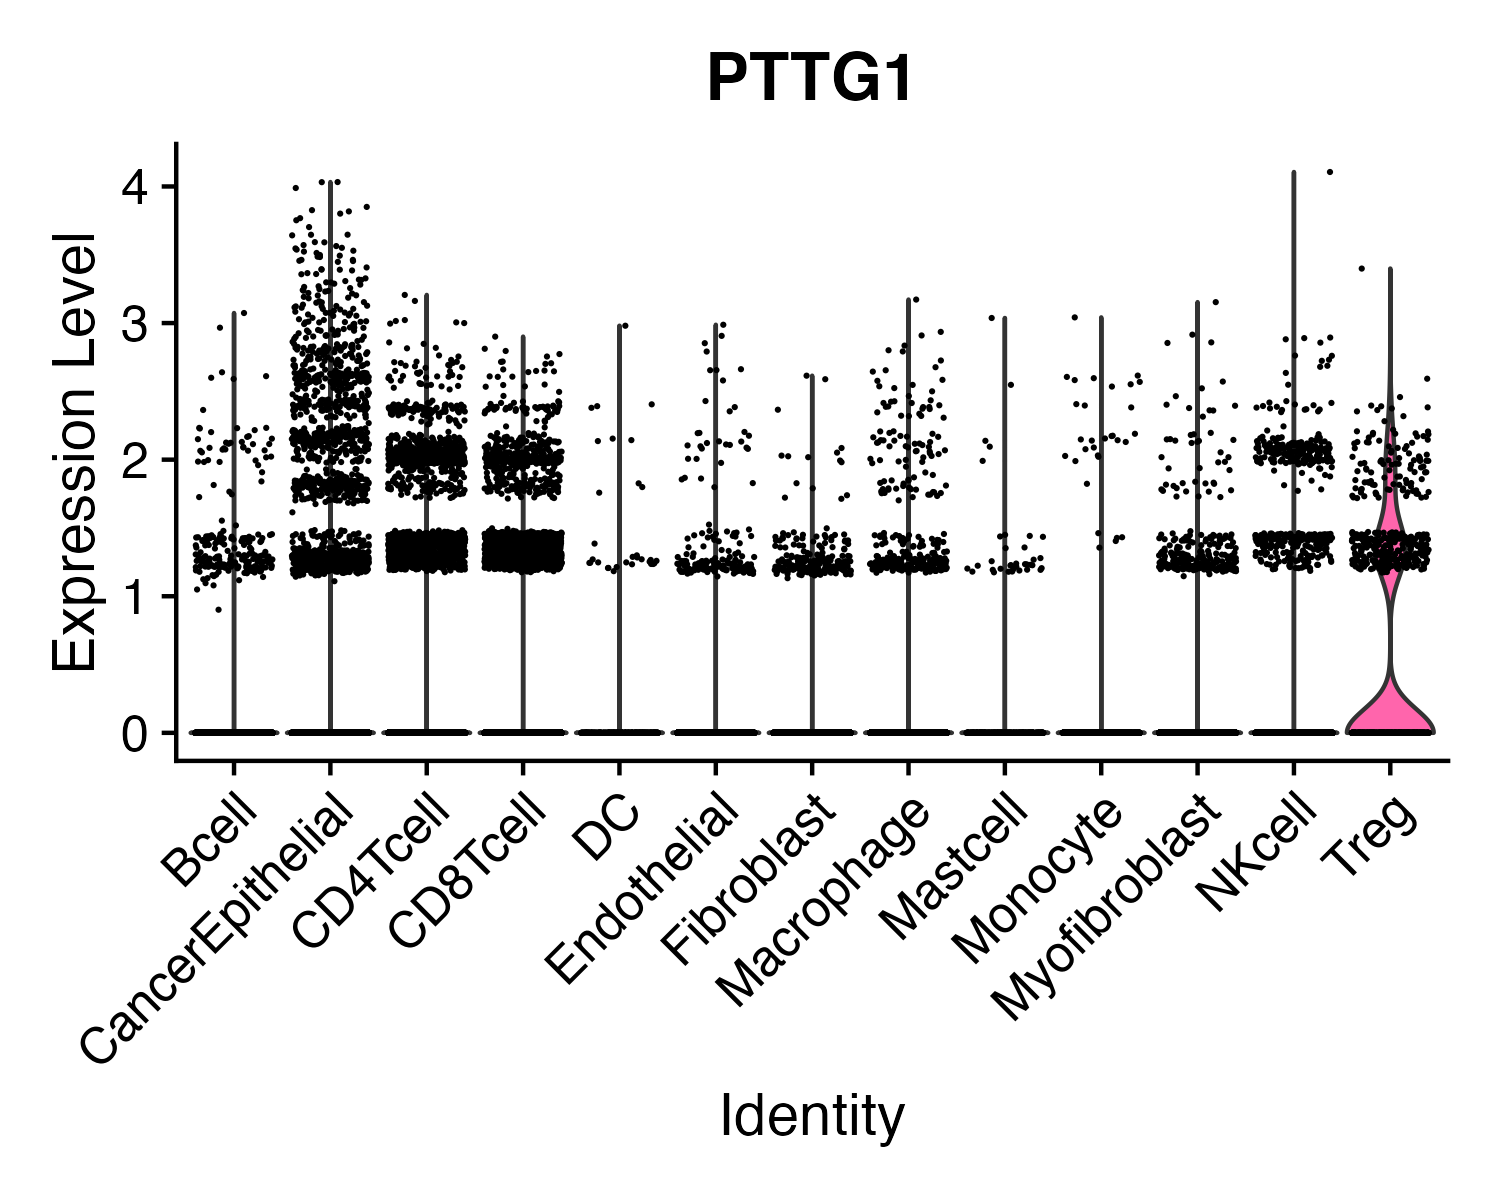 PTTG1
Expression Level
4
3
2
1
0
Bcell
CancerEpithelial
CD4Tcell
CD8Tcell
DC
Endothelial
Fibroblast
Macrophage
Mastcell
Monocyte
Myofibroblast
NKcell
Treg
Identity